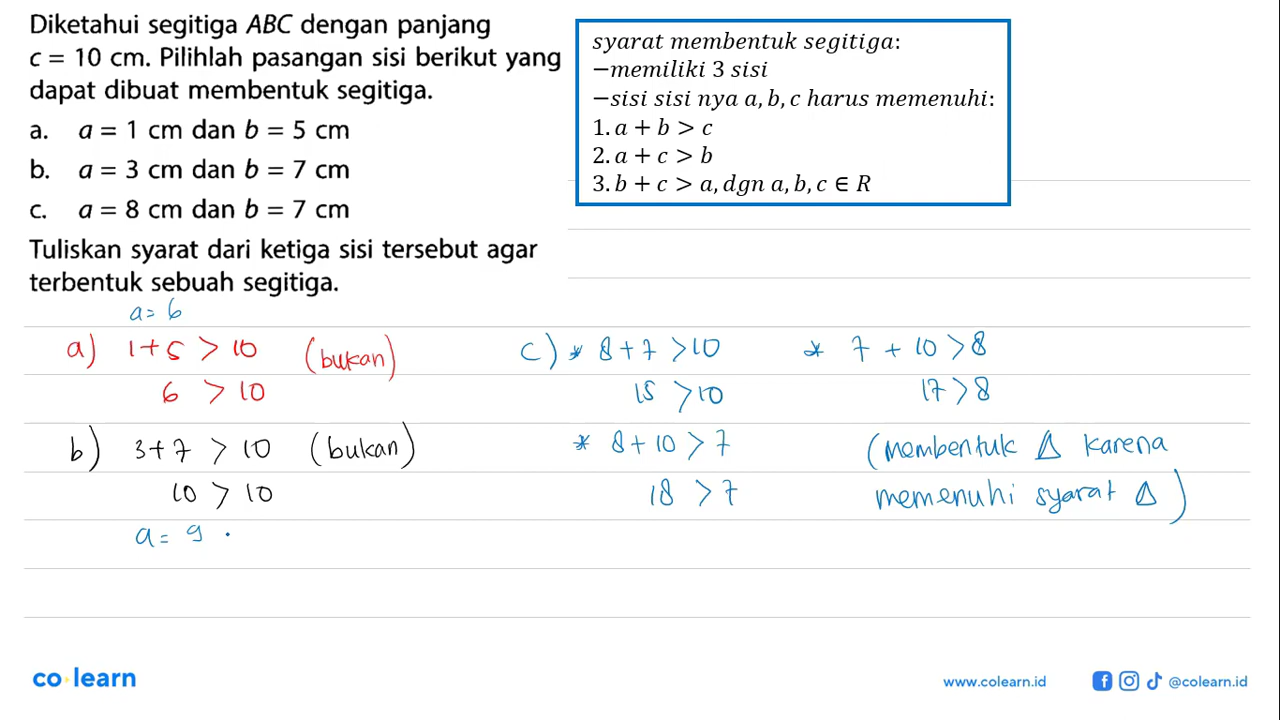 Diketahui segitiga ABC dengan panjang
c = 10 cm. Pilihlah pasangan sisi berikut yang
dapat dibuat membentuk segitiga.
a. a = 1 cm dan b = 5 cm
b. a = 3 cm dan b = 7 cm
c. a = 8 cm dan b = 7 cm
Tuliskan syarat dari ketiga sisi tersebut agar
terbentuk sebuah segitiga.
syarat membentuk segitiga:
−memiliki 3 sisi
−sisi sisi nya a, b, c harus memenuhi:
1. a + b > c
2. a + c > b
3. b + c > a, dgn a, b, c ∈ R
a = 6
a) 1 + 5 > 10 (bukan)
6 > 10
b) 3 + 7 > 10 (bukan)
10 > 10
a = 9 .
c) * 8 + 7 > 10
15 > 10
* 8 + 10 > 7
18 > 7
* 7 + 10 > 8
17 > 8
(membentuk △ karena
memenuhi syarat △)
co·learn
www.colearn.id
@colearn.id